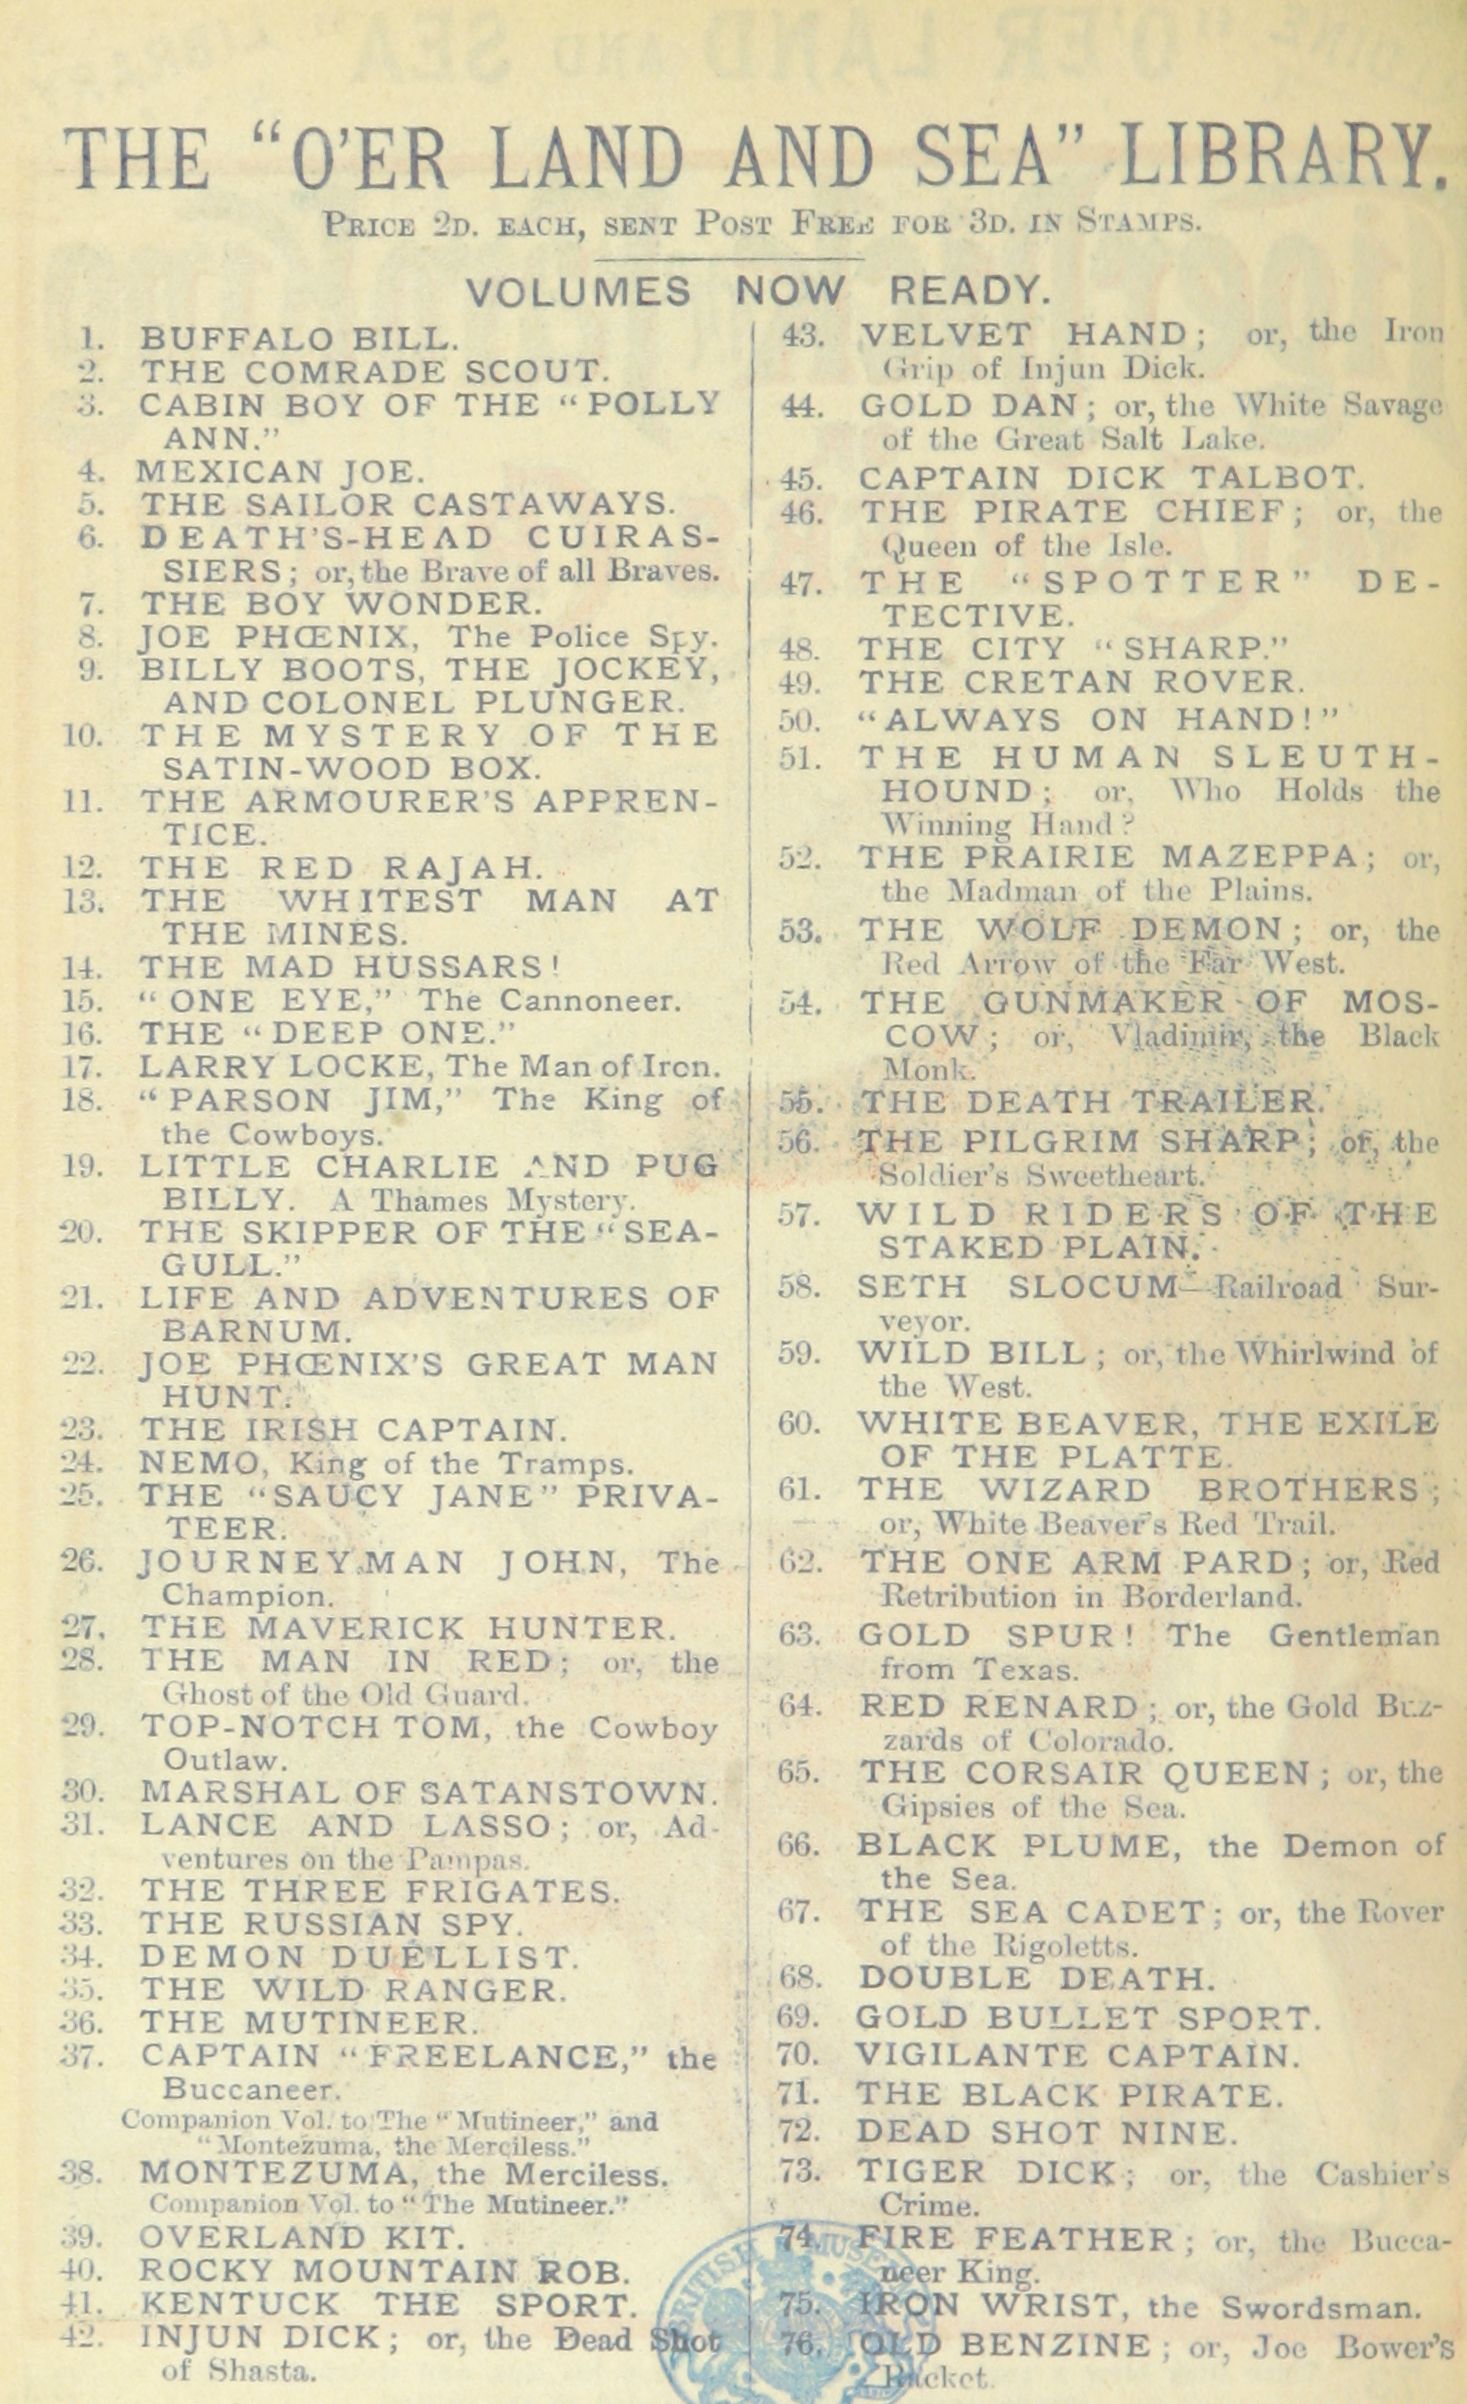 THE "O'ER LAND AND SEA" LIBRARY.
PRICE 2D. EACH, SENT POST FREE FOR 3D. IN STAMPS.
VOLUMES NOW READY.
1. BUFFALO BILL.
2. THE COMRADE SCOUT.
3. CABIN BOY OF THE "POLLY
ANN."
4. MEXICAN JOE.
5. THE SAILOR CASTAWAYS.
6. DEATH'S-HEAD CUIRAS-
SIERS; or, the Brave of all Braves.
7. THE BOY WONDER.
8. JOE PHŒNIX, The Police Spy.
9. BILLY BOOTS, THE JOCKEY,
AND COLONEL PLUNGER.
10. THE MYSTERY OF THE
SATIN-WOOD BOX.
11. THE ARMOURER'S APPREN-
TICE.
12. THE RED RAJAH.
13. THE WHITEST MAN AT
THE MINES.
14. THE MAD HUSSARS!
15. "ONE EYE," The Cannoneer.
16. THE "DEEP ONE."
17. LARRY LOCKE, The Man of Iron.
18. "PARSON JIM," The King of
the Cowboys.
19. LITTLE CHARLIE AND PUG
BILLY. A Thames Mystery.
20. THE SKIPPER OF THE "SEA-
GULL."
21. LIFE AND ADVENTURES OF
BARNUM.
22. JOE PHŒNIX'S GREAT MAN
HUNT.
23. THE IRISH CAPTAIN.
24. NEMO, King of the Tramps.
25. THE "SAUCY JANE" PRIVA-
TEER.
26. JOURNEYMAN JOHN, The
Champion.
27. THE MAVERICK HUNTER.
28. THE MAN IN RED; or, the
Ghost of the Old Guard.
29. TOP-NOTCH TOM, the Cowboy
Outlaw.
30. MARSHAL OF SATANSTOWN.
31. LANCE AND LASSO; or, Ad-
ventures on the Pampas.
32. THE THREE FRIGATES.
33. THE RUSSIAN SPY.
34. DEMON DUELLIST.
35. THE WILD RANGER.
36. THE MUTINEER.
37. CAPTAIN "FREELANCE," the
Buccaneer.
Companion Vol. to The "Mutineer," and
"Montezuma, the Merciless."
38. MONTEZUMA, the Merciless.
Companion Vol. to "The Mutineer."
39. OVERLAND KIT.
40. ROCKY MOUNTAIN ROB.
41. KENTUCK THE SPORT.
42. INJUN DICK; or, the Dead Shot
of Shasta.
43. VELVET HAND; or, the Iron
Grip of Injun Dick.
44. GOLD DAN; or, the White Savage
of the Great Salt Lake.
45. CAPTAIN DICK TALBOT.
46. THE PIRATE CHIEF; or, the
Queen of the Isle.
47. THE "SPOTTER" DE-
TECTIVE.
48. THE CITY "SHARP."
49. THE CRETAN ROVER.
50. "ALWAYS ON HAND!"
51. THE HUMAN SLEUTH-
HOUND; or, Who Holds the
Winning Hand?
52. THE PRAIRIE MAZEPPA; or,
the Madman of the Plains.
53. THE WOLF DEMON; or, the
Red Arrow of the Far West.
54. THE GUNMAKER OF MOS-
COW; or, Vladimir, the Black
Monk.
55. THE DEATH TRAILER.
56. THE PILGRIM SHARP; or, the
Soldier's Sweetheart.
57. WILD RIDERS OF THE
STAKED PLAIN.
58. SETH SLOCUM—Railroad Sur-
veyor.
59. WILD BILL; or, the Whirlwind of
the West.
60. WHITE BEAVER, THE EXILE
OF THE PLATTE.
61. THE WIZARD BROTHERS;
or, White Beaver's Red Trail.
62. THE ONE ARM PARD; or, Red
Retribution in Borderland.
63. GOLD SPUR! The Gentleman
from Texas.
64. RED RENARD; or, the Gold Buz-
zards of Colorado.
65. THE CORSAIR QUEEN; or, the
Gipsies of the Sea.
66. BLACK PLUME, the Demon of
the Sea.
67. THE SEA CADET; or, the Rover
of the Rigoletts.
68. DOUBLE DEATH.
69. GOLD BULLET SPORT.
70. VIGILANTE CAPTAIN.
71. THE BLACK PIRATE.
72. DEAD SHOT NINE.
73. TIGER DICK; or, the Cashier's
Crime.
74. FIRE FEATHER; or, the Bucca-
neer King.
75. IRON WRIST, the Swordsman.
76. OLD BENZINE; or, Joe Bower's
Racket.
BRITISH MUSEUM